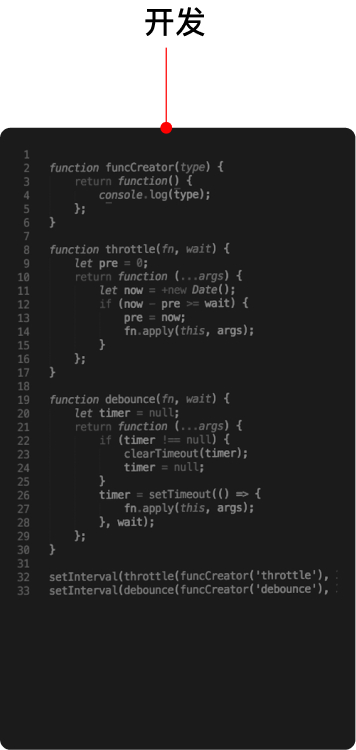 开发
1
2 function funcCreator(type) {
3 return function() {
4 console.log(type);
5 };
6 }
7
8 function throttle(fn, wait) {
9 let pre = 0;
10 return function (...args) {
11 let now = +new Date();
12 if (now - pre >= wait) {
13 pre = now;
14 fn.apply(this, args);
15 }
16 };
17 }
18
19 function debounce(fn, wait) {
20 let timer = null;
21 return function (...args) {
22 if (timer !== null) {
23 clearTimeout(timer);
24 timer = null;
25 }
26 timer = setTimeout(() => {
27 fn.apply(this, args);
28 }, wait);
29 };
30 }
31
32 setInterval(throttle(funcCreator('throttle'),
33 setInterval(debounce(funcCreator('debounce'),